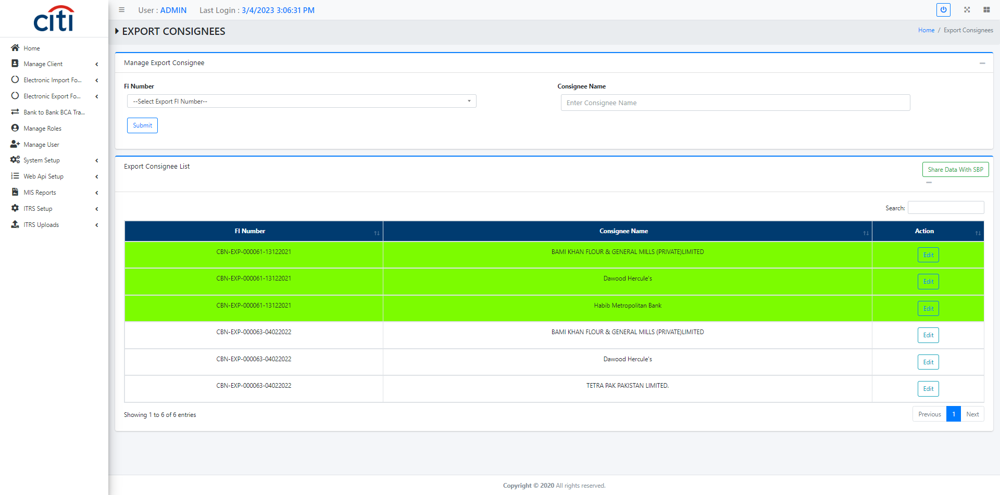 citi
User : ADMIN Last Login : 3/4/2023 3:06:31 PM
EXPORT CONSIGNEES
Home / Export Consignees
Home
Manage Client
Electronic Import Fo...
Electronic Export Fo...
Bank to Bank BCA Tra...
Manage Roles
Manage User
System Setup
Web Api Setup
MIS Reports
ITRS Setup
ITRS Uploads
Manage Export Consignee
Fi Number Consignee Name
--Select Export FI Number-- Enter Consignee Name
Submit
Export Consignee List
Share Data With SBP
Search:
FI Number Consignee Name Action
CBN-EXP-000061-13122021 BAMI KHAN FLOUR & GENERAL MILLS (PRIVATE)LIMITED Edit
CBN-EXP-000061-13122021 Dawood Hercule's Edit
CBN-EXP-000061-13122021 Habib Metropolitan Bank Edit
CBN-EXP-000063-04022022 BAMI KHAN FLOUR & GENERAL MILLS (PRIVATE)LIMITED Edit
CBN-EXP-000063-04022022 Dawood Hercule's Edit
CBN-EXP-000063-04022022 TETRA PAK PAKISTAN LIMITED. Edit
Showing 1 to 6 of 6 entries
Previous 1 Next
Copyright © 2020 All rights reserved.